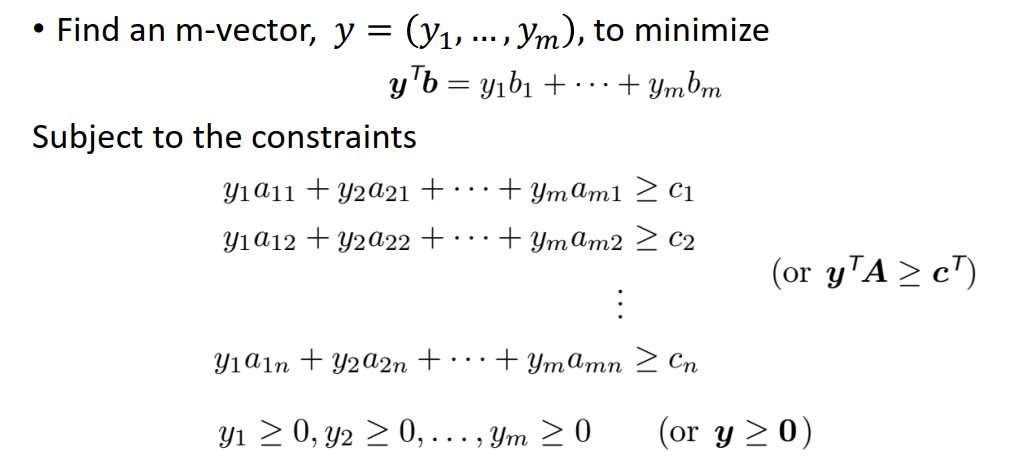 • Find an m-vector, y = (y₁, … , yₘ), to minimize
yᵀb = y₁b₁ + · · · + yₘbₘ
Subject to the constraints
y₁a₁₁ + y₂a₂₁ + · · · + yₘaₘ₁ ≥ c₁
y₁a₁₂ + y₂a₂₂ + · · · + yₘaₘ₂ ≥ c₂
(or yᵀA ≥ cᵀ)
⋮
y₁a₁ₙ + y₂a₂ₙ + · · · + yₘaₘₙ ≥ cₙ
y₁ ≥ 0, y₂ ≥ 0, . . . , yₘ ≥ 0 (or y ≥ 0)